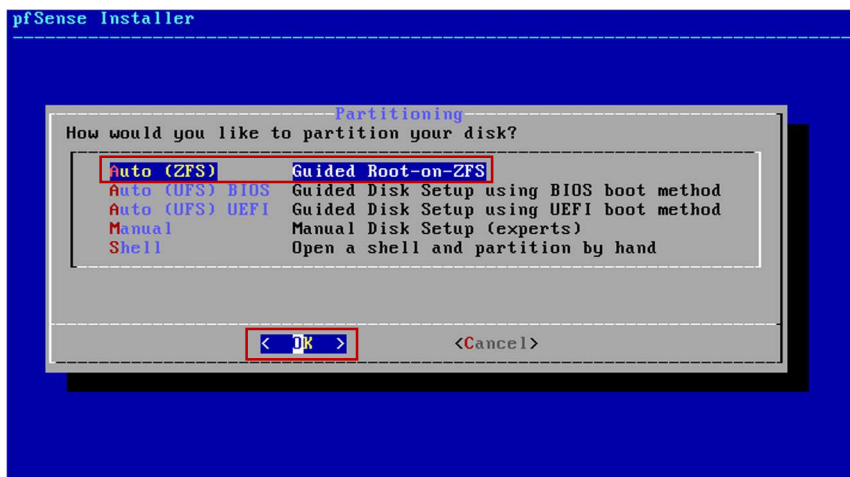 pfSense Installer
Partitioning
How would you like to partition your disk?
Auto (ZFS) Guided Root-on-ZFS
Auto (UFS) BIOS Guided Disk Setup using BIOS boot method
Auto (UFS) UEFI Guided Disk Setup using UEFI boot method
Manual Manual Disk Setup (experts)
Shell Open a shell and partition by hand
< OK > <Cancel>